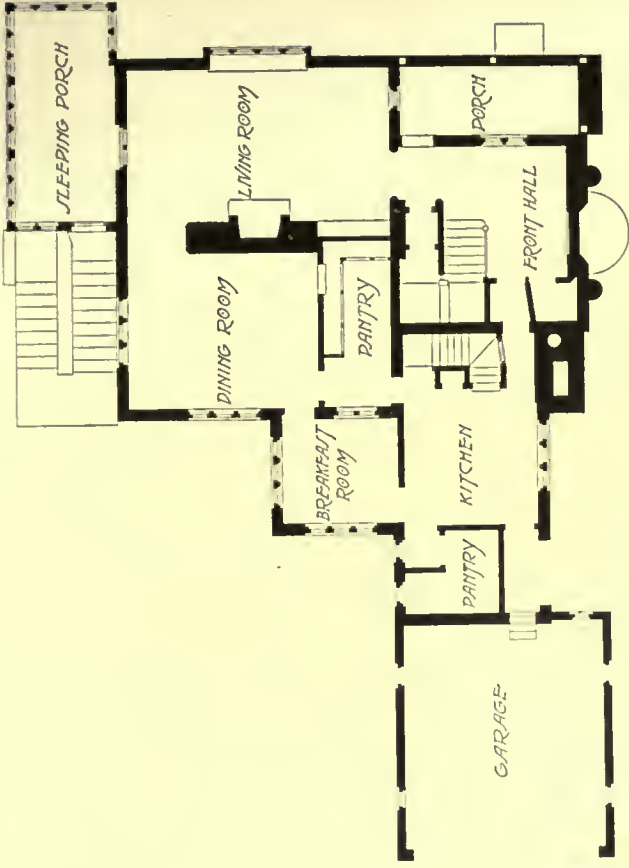 SLEEPING PORCH
LIVING ROOM
PORCH
DINING ROOM
PANTRY
FRONT HALL
BREAKFAST
ROOM
KITCHEN
PANTRY
GARAGE